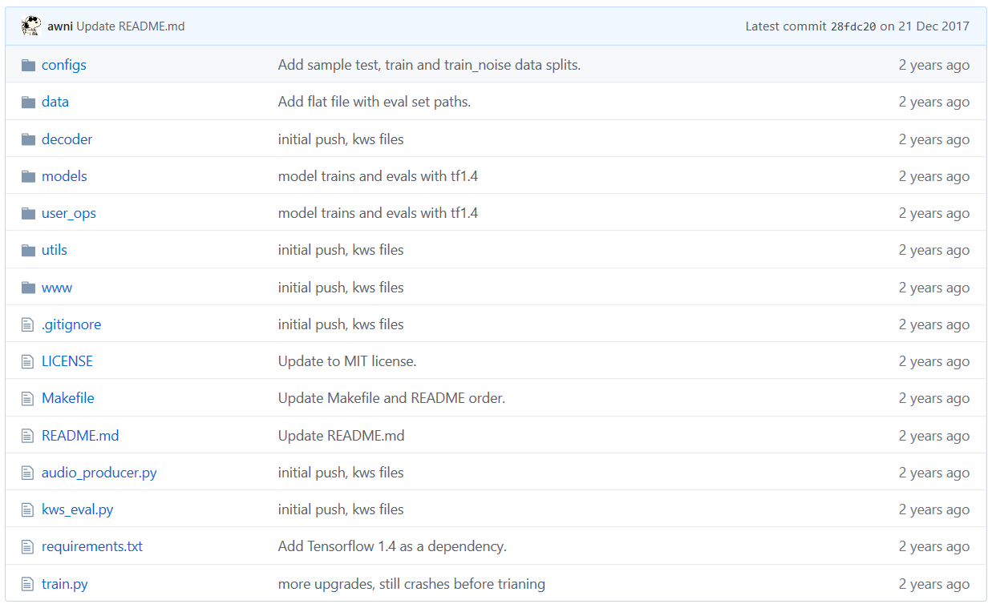 awni Update README.md Latest commit 28fdc20 on 21 Dec 2017
configs Add sample test, train and train_noise data splits. 2 years ago
data Add flat file with eval set paths. 2 years ago
decoder initial push, kws files 2 years ago
models model trains and evals with tf1.4 2 years ago
user_ops model trains and evals with tf1.4 2 years ago
utils initial push, kws files 2 years ago
www initial push, kws files 2 years ago
.gitignore initial push, kws files 2 years ago
LICENSE Update to MIT license. 2 years ago
Makefile Update Makefile and README order. 2 years ago
README.md Update README.md 2 years ago
audio_producer.py initial push, kws files 2 years ago
kws_eval.py initial push, kws files 2 years ago
requirements.txt Add Tensorflow 1.4 as a dependency. 2 years ago
train.py more upgrades, still crashes before trianing 2 years ago